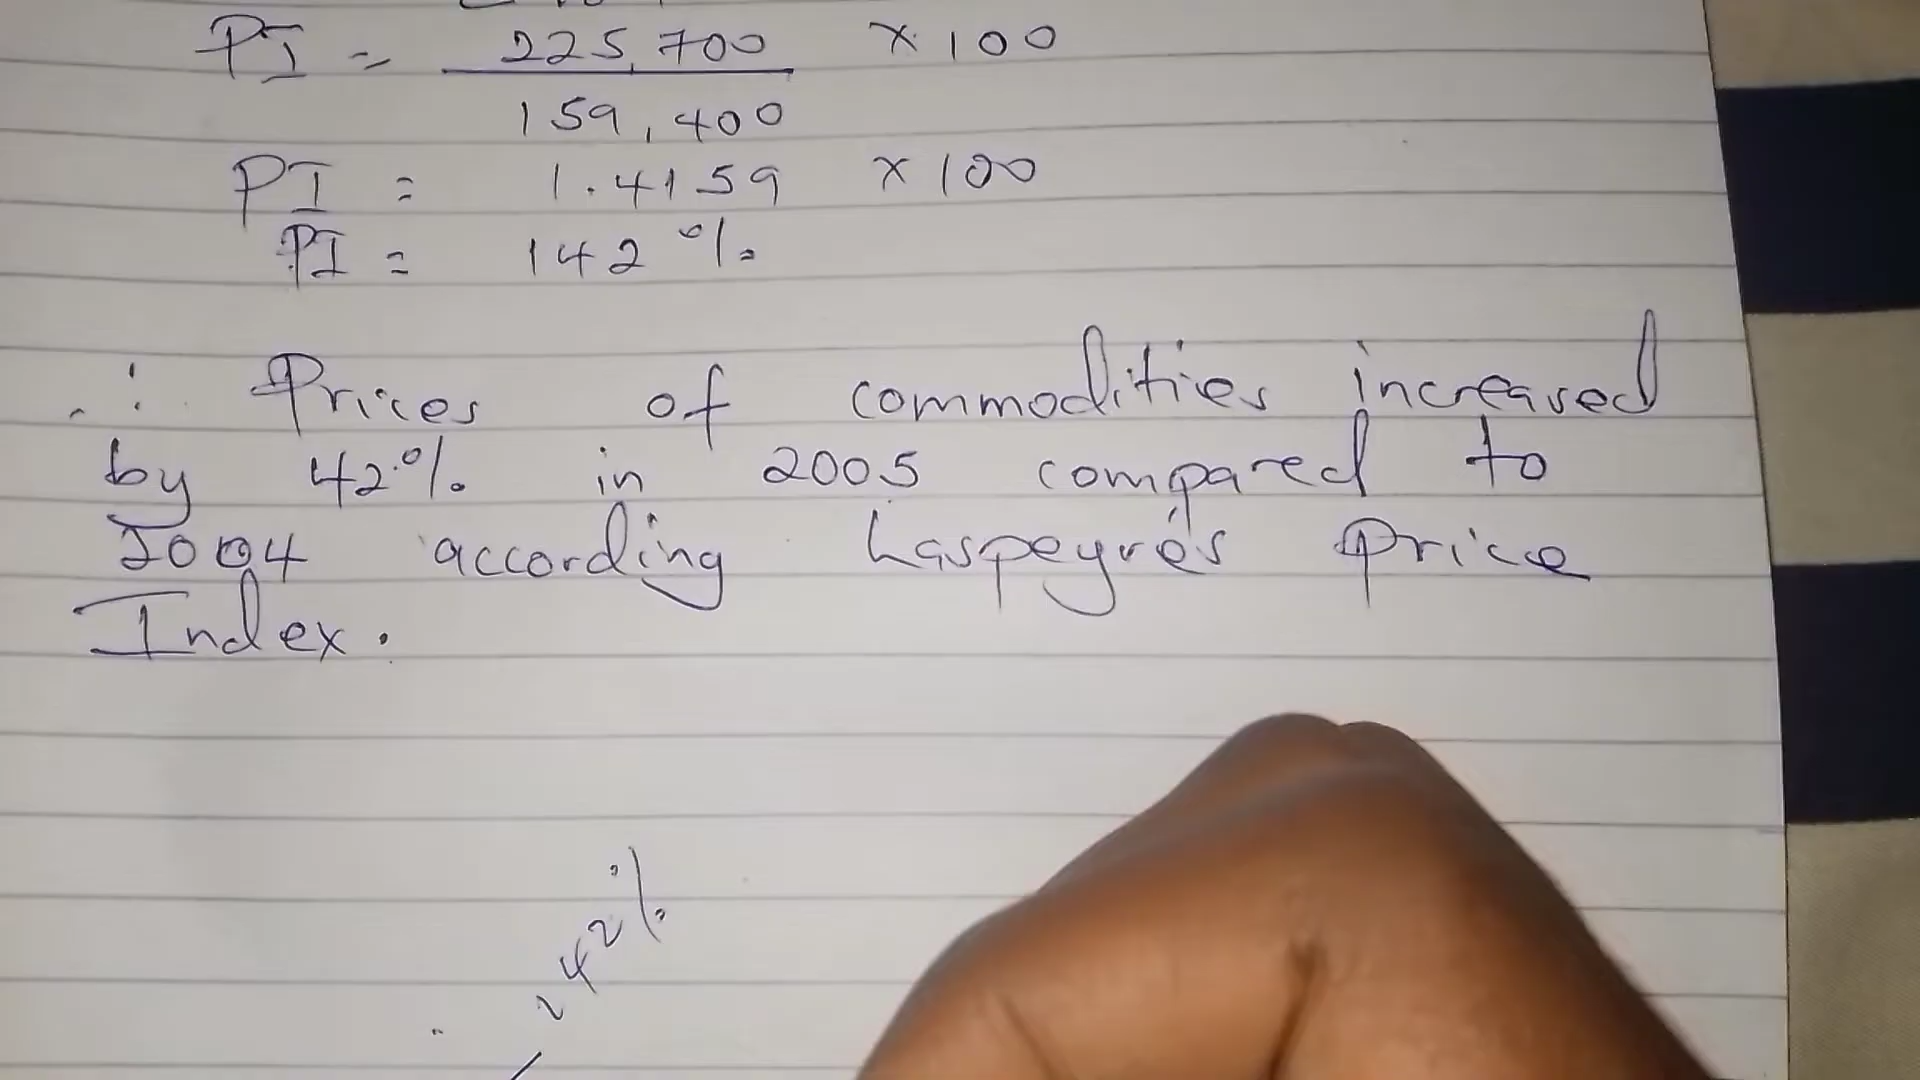 PI = 225,700 x 100
159,400
PI = 1.4159 x 100
PI = 142 %
∴ Prices of commodities increased
by 42% in 2005 compared to
2004 according Laspeyre's Price
Index.
242%